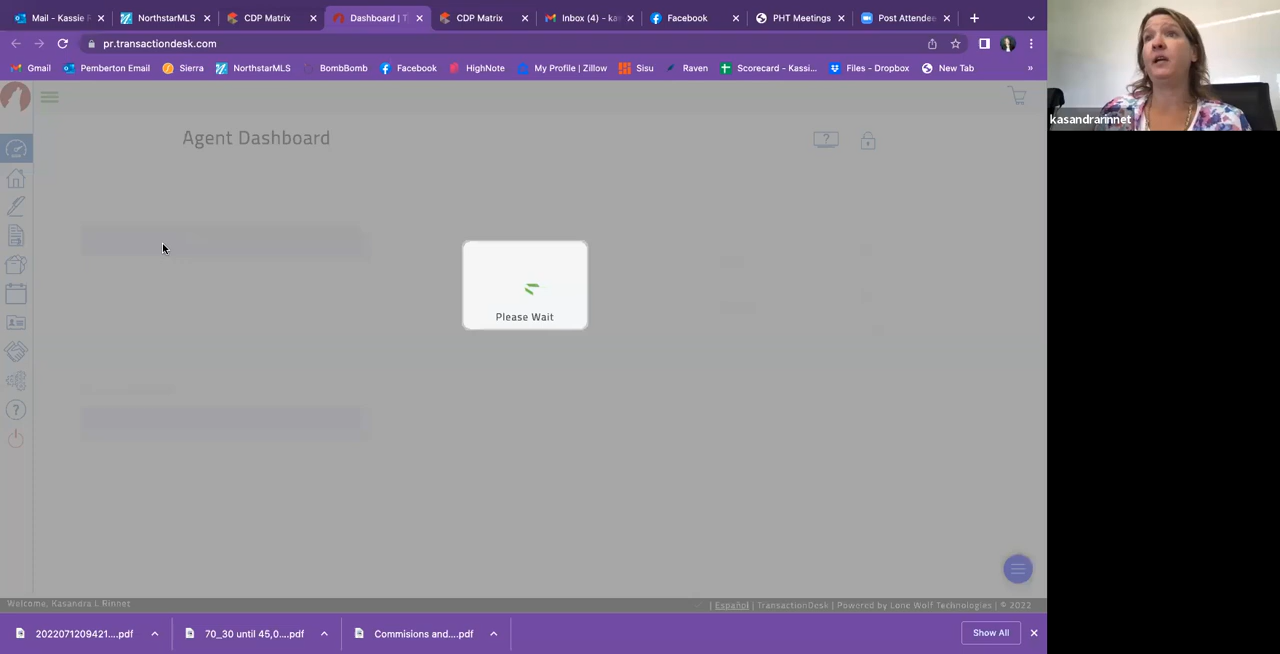 Mail - Kassie R
NorthstarMLS
CDP Matrix
Dashboard | T
CDP Matrix
Inbox (4) - ka
Facebook
PHT Meetings
Post Attendee
pr.transactiondesk.com
Gmail
Pemberton Email
Sierra
NorthstarMLS
BombBomb
Facebook
HighNote
My Profile | Zillow
Sisu
Raven
Scorecard - Kassi...
Files - Dropbox
New Tab
»
kasandrarinnet
Agent Dashboard
Please Wait
Welcome, Kasandra L Rinnet
| Español | TransactionDesk | Powered by Lone Wolf Technologies | © 2022
2022071209421....pdf
70_30 until 45,0....pdf
Commisions and....pdf
Show All